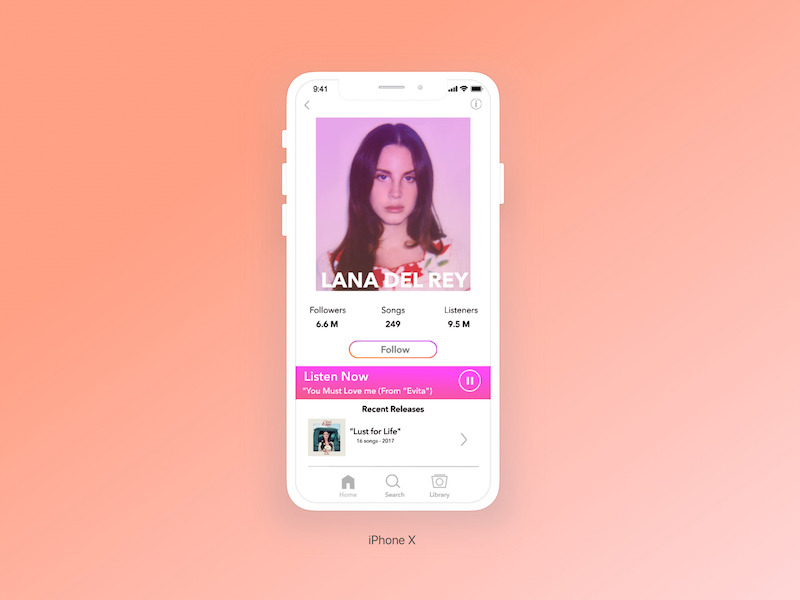 9:41
LANA DEL REY
Followers Songs Listeners
6.6 M 249 9.5 M
Follow
Listen Now
"You Must Love me (From "Evita")
Recent Releases
"Lust for Life"
16 songs - 2017
Home Search Library
iPhone X